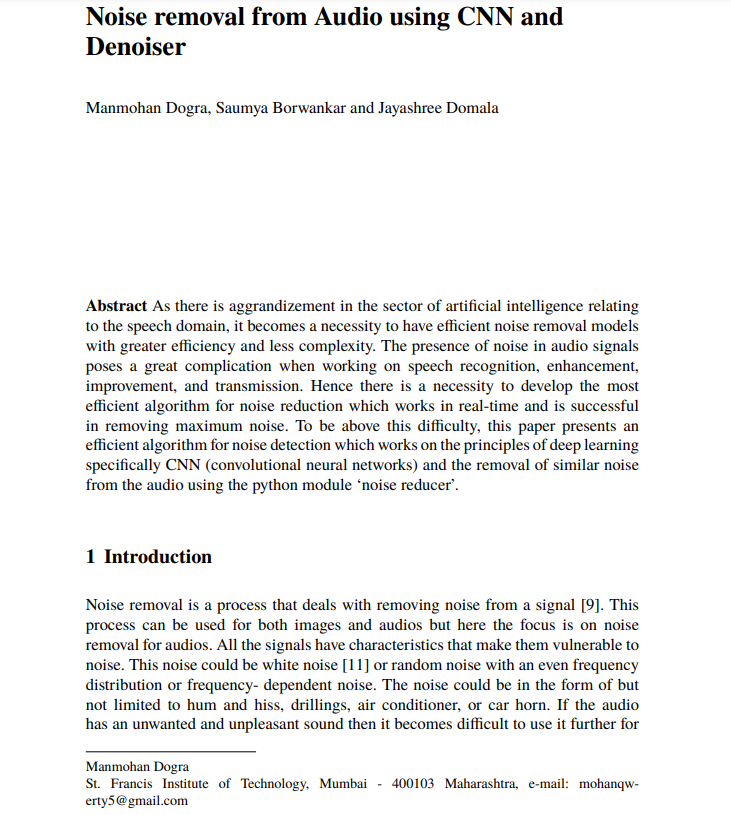 Noise removal from Audio using CNN and
Denoiser
Manmohan Dogra, Saumya Borwankar and Jayashree Domala
Abstract As there is aggrandizement in the sector of artificial intelligence relating
to the speech domain, it becomes a necessity to have efficient noise removal models
with greater efficiency and less complexity. The presence of noise in audio signals
poses a great complication when working on speech recognition, enhancement,
improvement, and transmission. Hence there is a necessity to develop the most
efficient algorithm for noise reduction which works in real-time and is successful
in removing maximum noise. To be above this difficulty, this paper presents an
efficient algorithm for noise detection which works on the principles of deep learning
specifically CNN (convolutional neural networks) and the removal of similar noise
from the audio using the python module ‘noise reducer’.
1 Introduction
Noise removal is a process that deals with removing noise from a signal [9]. This
process can be used for both images and audios but here the focus is on noise
removal for audios. All the signals have characteristics that make them vulnerable to
noise. This noise could be white noise [11] or random noise with an even frequency
distribution or frequency- dependent noise. The noise could be in the form of but
not limited to hum and hiss, drillings, air conditioner, or car horn. If the audio
has an unwanted and unpleasant sound then it becomes difficult to use it further for
Manmohan Dogra
St. Francis Institute of Technology, Mumbai - 400103 Maharashtra, e-mail: mohanqw-
erty5@gmail.com